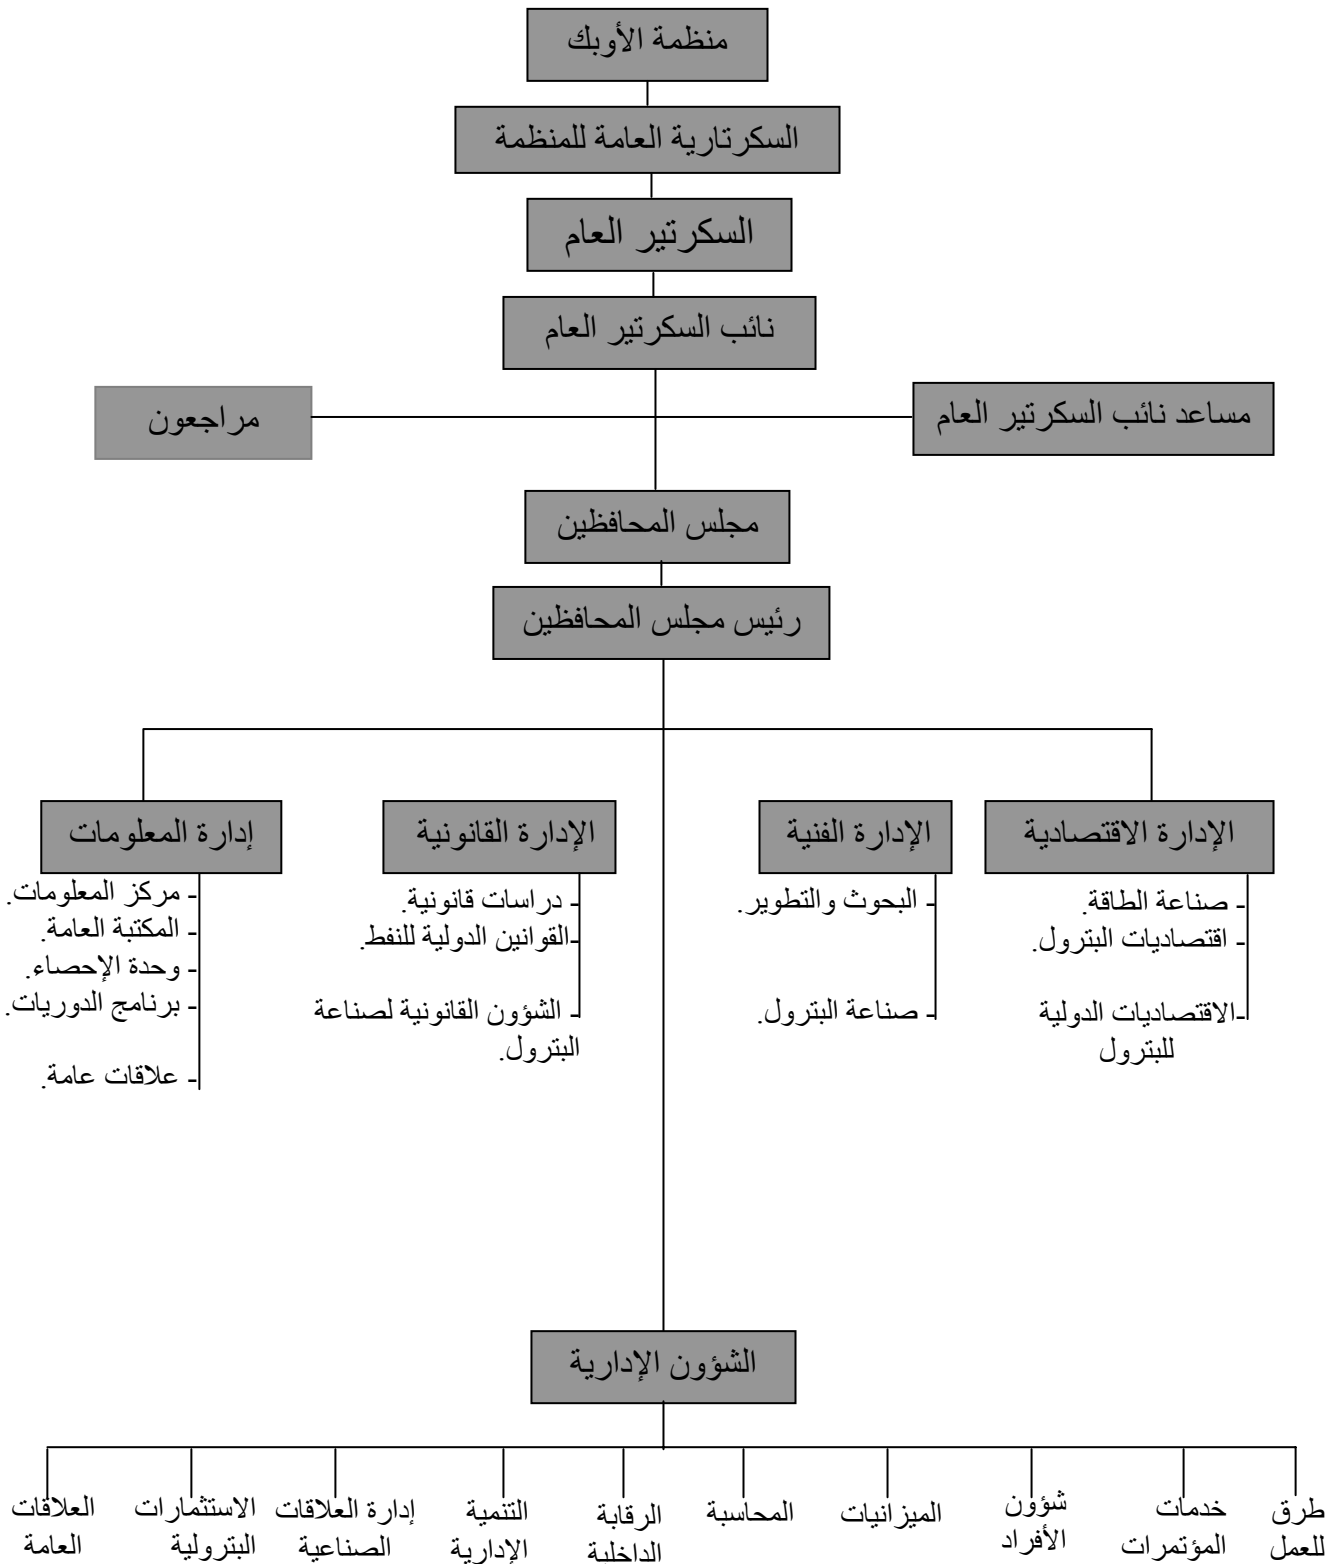 منظمة الأوبك
السكرتارية العامة للمنظمة
السكرتير العام
نائب السكرتير العام
مساعد نائب السكرتير العام
مراجعون
مجلس المحافظين
رئيس مجلس المحافظين
الإدارة الاقتصادية
- صناعة الطاقة.
- اقتصاديات البترول.
-الاقتصاديات الدولية
للبترول
الإدارة الفنية
- البحوث والتطوير.
- صناعة البترول.
الإدارة القانونية
- دراسات قانونية.
-القوانين الدولية للنفط.
- الشؤون القانونية لصناعة
البترول.
إدارة المعلومات
- مركز المعلومات.
- المكتبة العامة.
- وحدة الإحصاء.
- برنامج الدوريات.
- علاقات عامة.
الشؤون الإدارية
طرق
للعمل
خدمات
المؤتمرات
شؤون
الأفراد
الميزانيات
المحاسبة
الرقابة
الداخلية
التنمية
الإدارية
إدارة العلاقات
الصناعية
الاستثمارات
البترولية
العلاقات
العامة